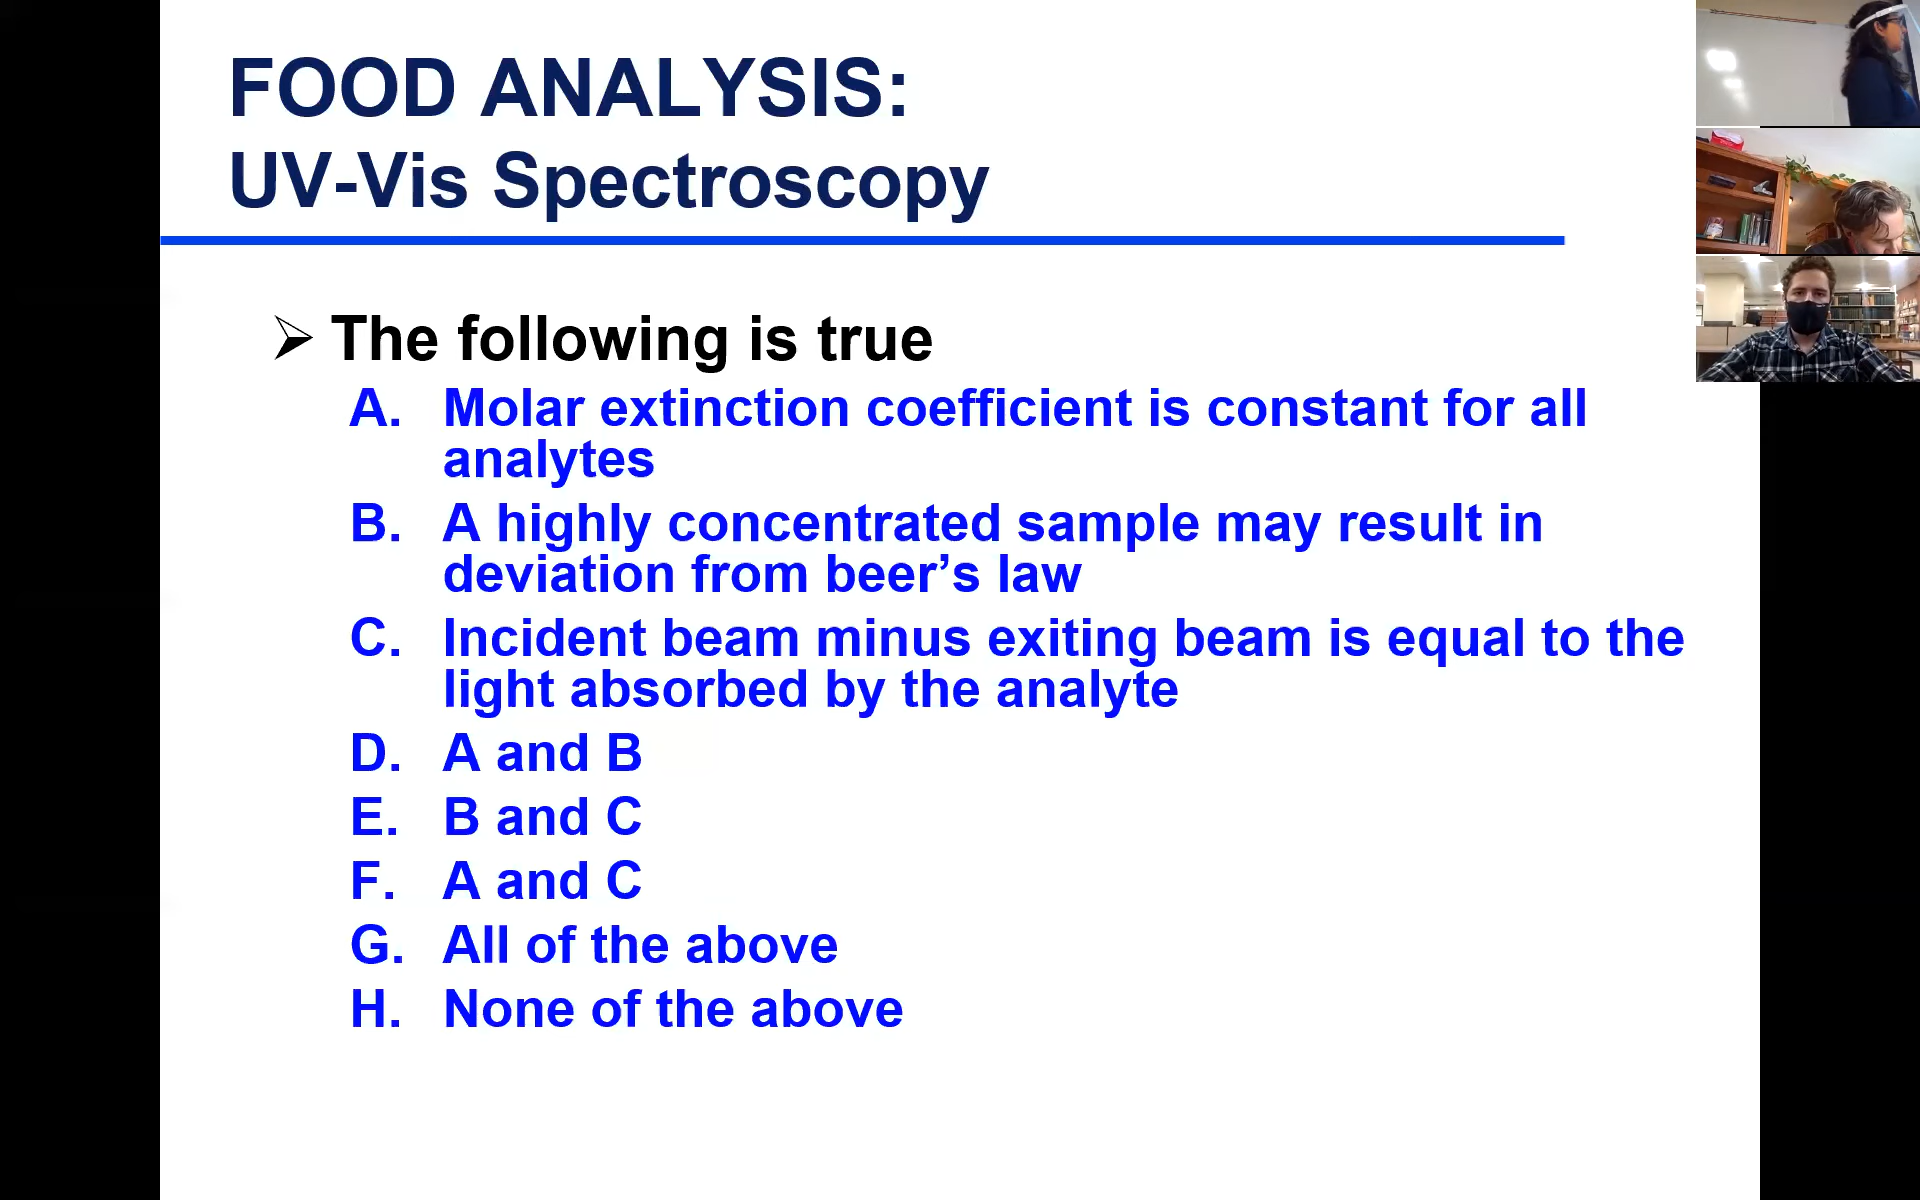 FOOD ANALYSIS:
UV-Vis Spectroscopy
➢ The following is true
A. Molar extinction coefficient is constant for all
analytes
B. A highly concentrated sample may result in
deviation from beer’s law
C. Incident beam minus exiting beam is equal to the
light absorbed by the analyte
D. A and B
E. B and C
F. A and C
G. All of the above
H. None of the above